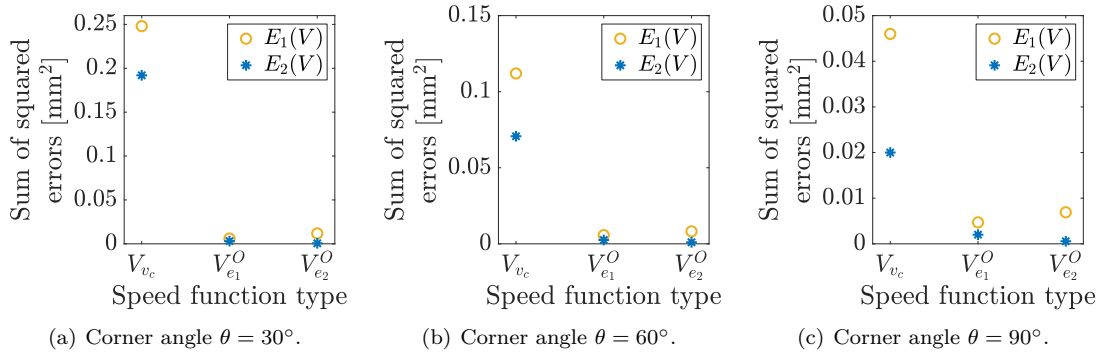 Sum of squared
errors [mm²]
0.25
0.2
0.15
0.1
0.05
0
E₁(V)
E₂(V)
V_{v_c}
V^O_{e_1}
V^O_{e_2}
Speed function type
(a) Corner angle θ = 30°.
Sum of squared
errors [mm²]
0.15
0.1
0.05
0
E₁(V)
E₂(V)
V_{v_c}
V^O_{e_1}
V^O_{e_2}
Speed function type
(b) Corner angle θ = 60°.
Sum of squared
errors [mm²]
0.05
0.04
0.03
0.02
0.01
0
E₁(V)
E₂(V)
V_{v_c}
V^O_{e_1}
V^O_{e_2}
Speed function type
(c) Corner angle θ = 90°.